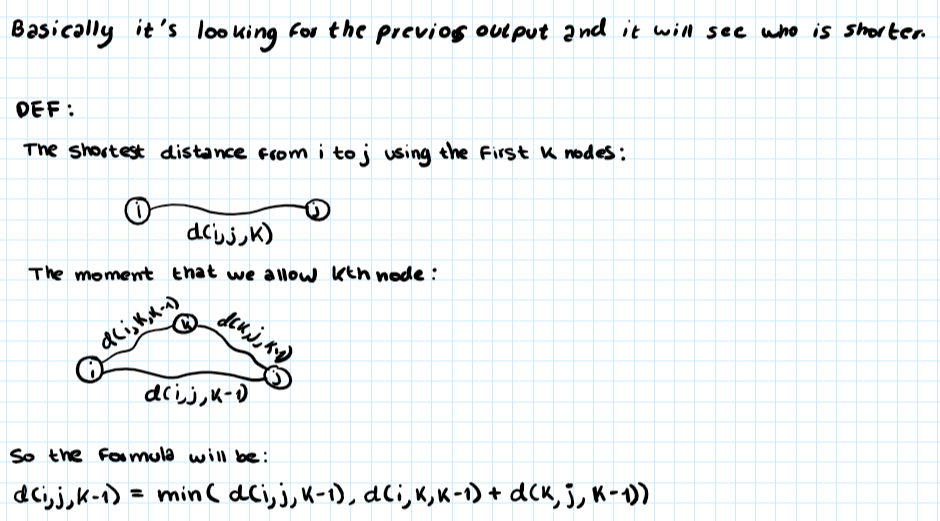 Basically it's looking for the previos output and it will see who is shorter.
DEF:
The shortest distance from i to j using the first K nodes:
i j
d(i,j,K)
The moment that we allow kth node:
d(i,K,K-1) K d(K,j,K-1)
i j
d(i,j,K-1)
So the formula will be:
d(i,j,K-1) = min( d(i,j,K-1), d(i,K,K-1) + d(K,j,K-1))